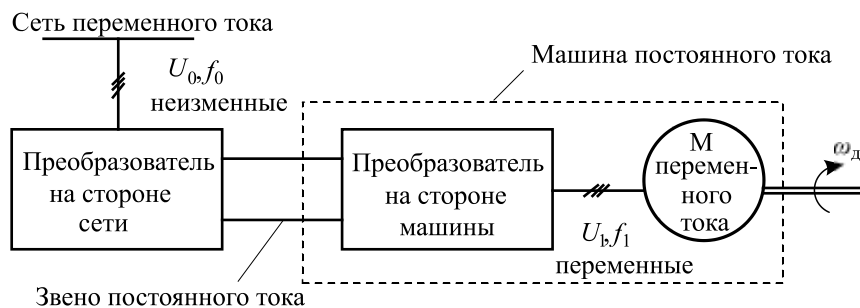 Сеть переменного тока
U₀, f₀
неизменные
Машина постоянного тока
Преобразователь
на стороне
сети
Преобразователь
на стороне
машины
М
перемен-
ного
тока
ω_д
U₁, f₁
переменные
Звено постоянного тока